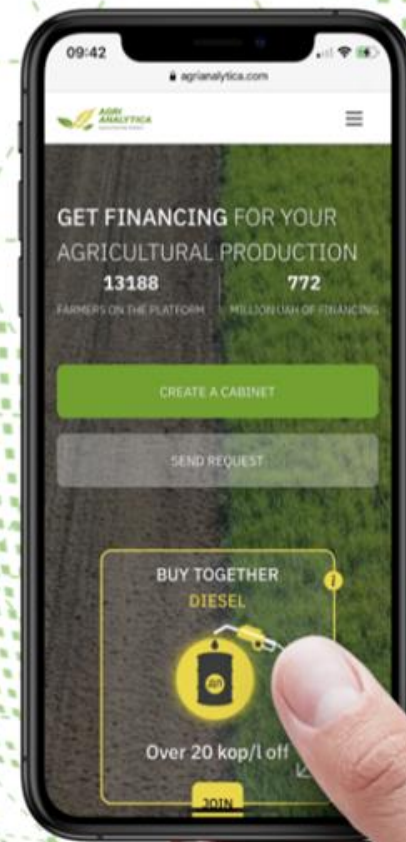 09:42
agrianalytica.com
AGRI
ANALYTICA
GET FINANCING FOR YOUR
AGRICULTURAL PRODUCTION
13188 772
FARMERS ON THE PLATFORM MILLION UAH OF FINANCING
CREATE A CABINET
SEND REQUEST
BUY TOGETHER
DIESEL
i
ДП
Over 20 kop/l off
JOIN